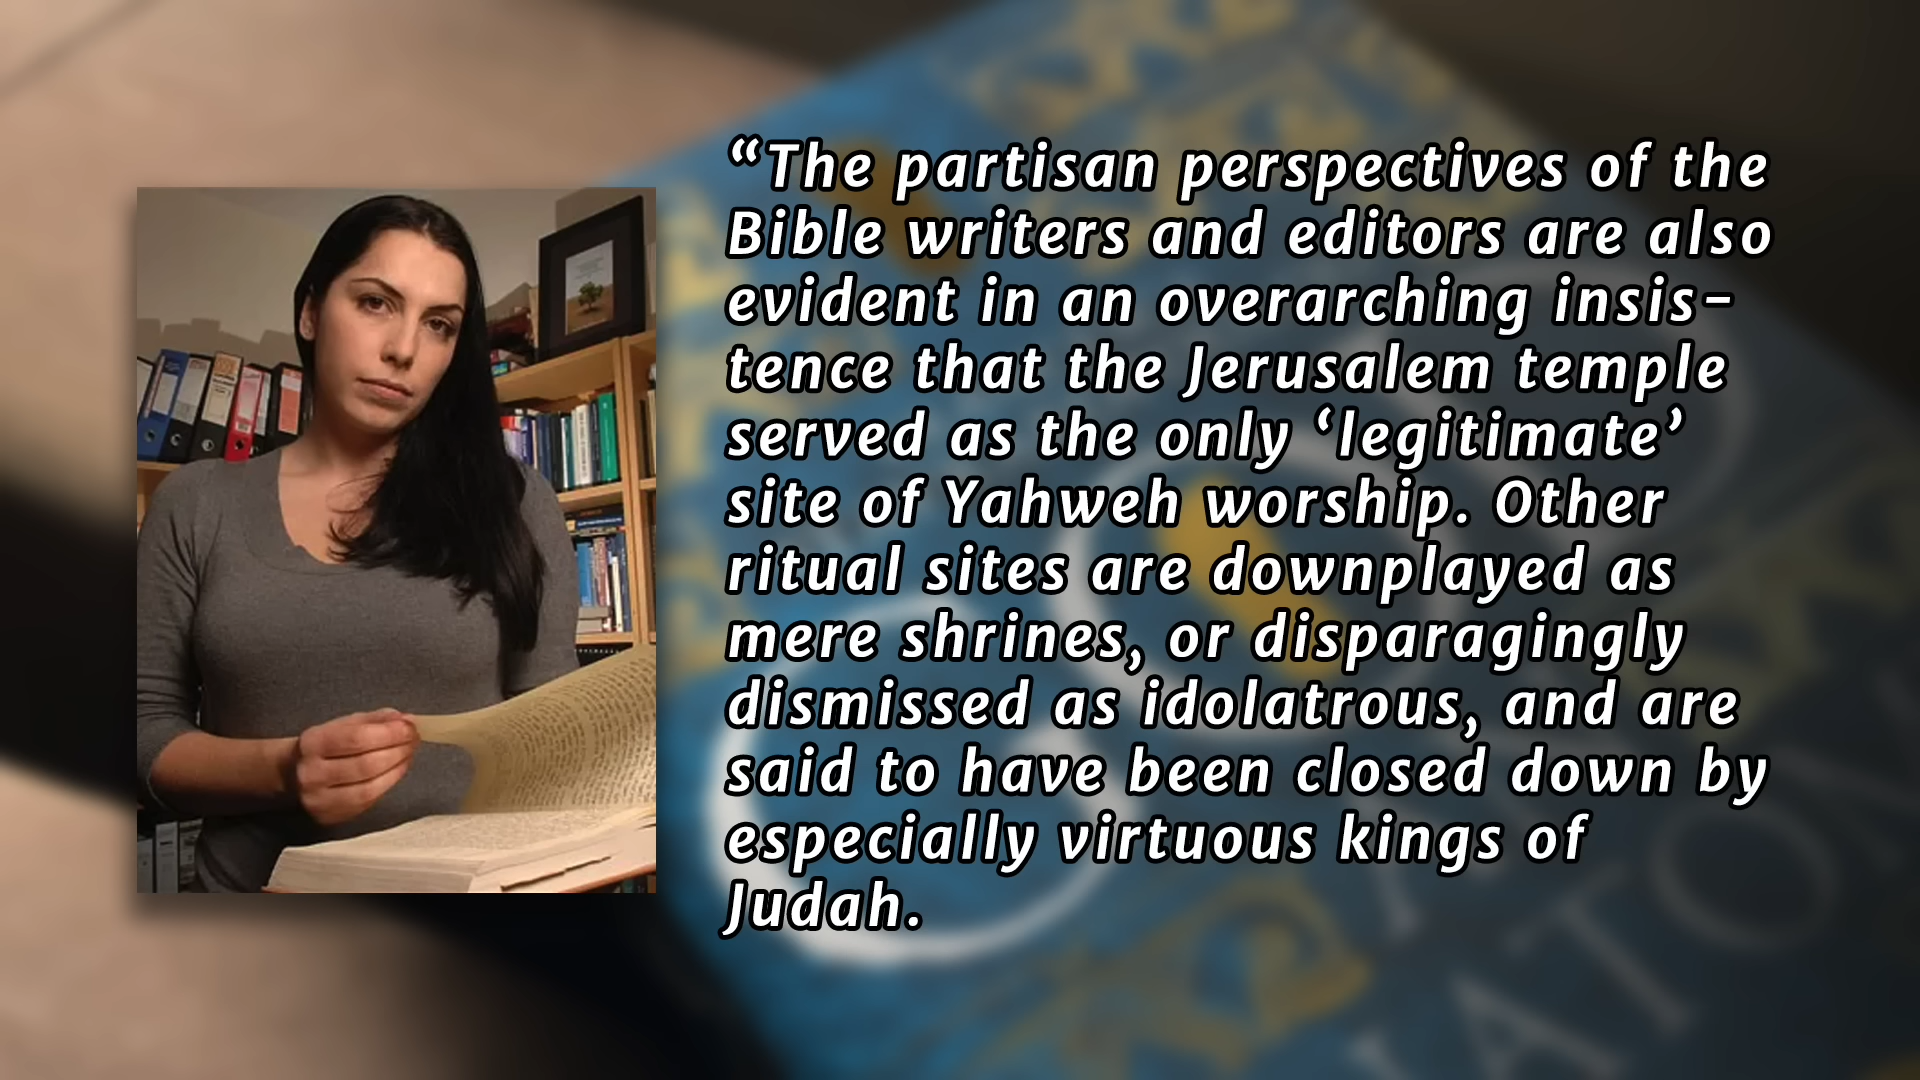 “The partisan perspectives of the
Bible writers and editors are also
evident in an overarching insis-
tence that the Jerusalem temple
served as the only ‘legitimate’
site of Yahweh worship. Other
ritual sites are downplayed as
mere shrines, or disparagingly
dismissed as idolatrous, and are
said to have been closed down by
especially virtuous kings of
Judah.